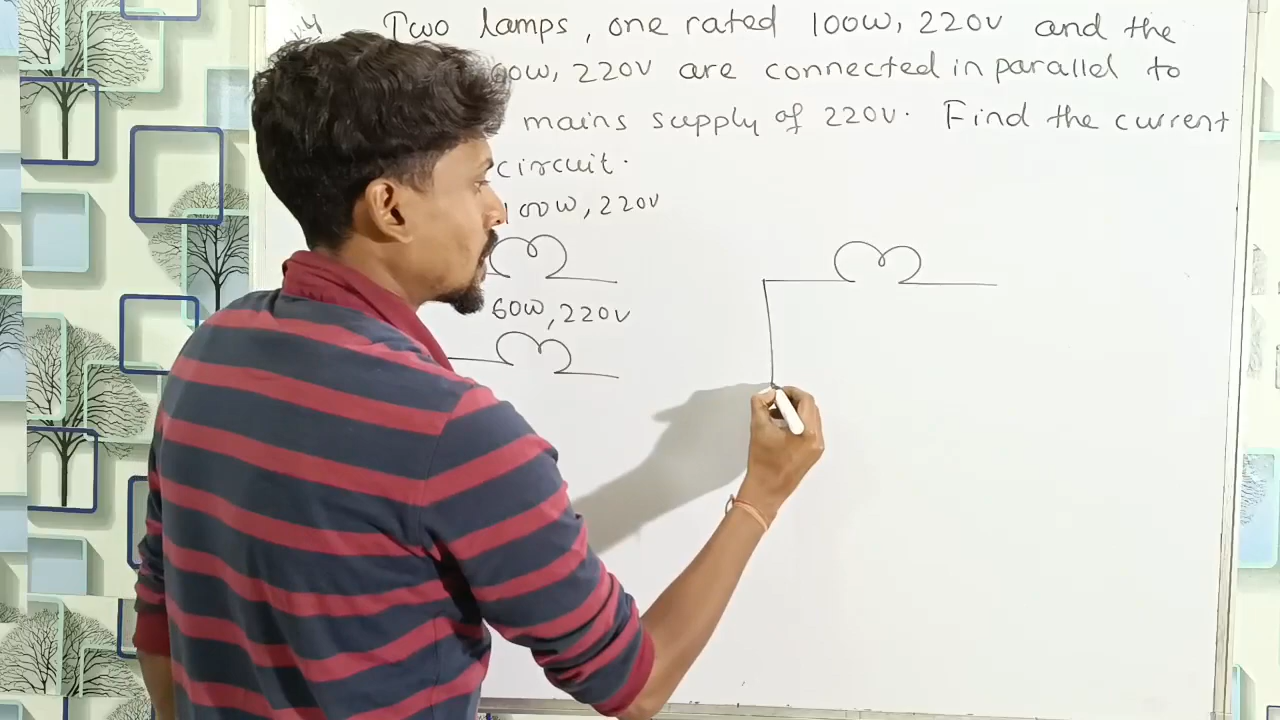 Two lamps, one rated 100W, 220V and the
60W, 220V are connected in parallel to
mains supply of 220V. Find the current
circuit.
100W, 220V
60W, 220V